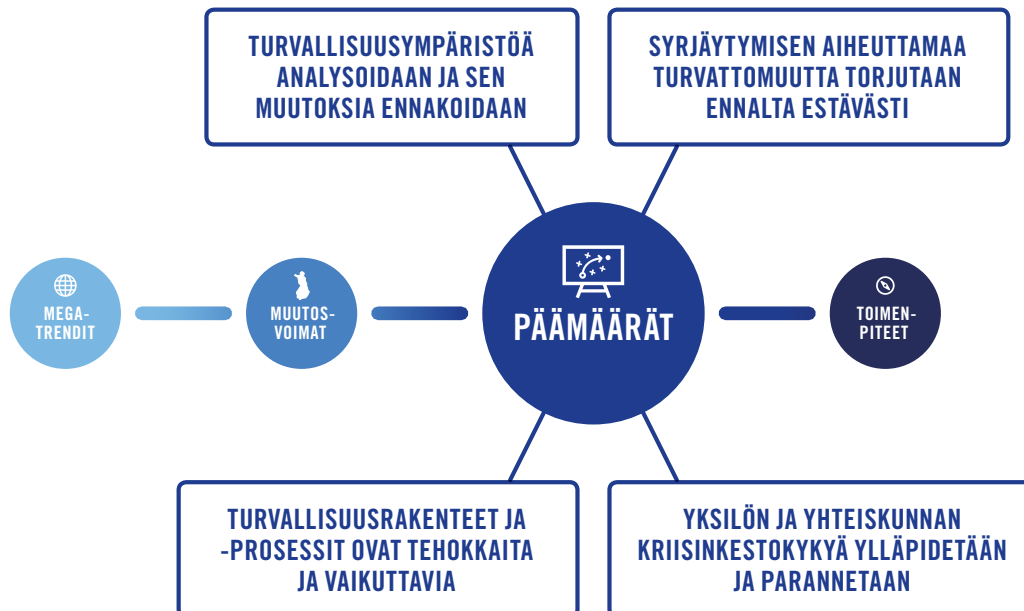 TURVALLISUUSYMPÄRISTÖÄ
ANALYSOIDAAN JA SEN
MUUTOKSIA ENNAKOIDAAN
SYRJÄYTYMISEN AIHEUTTAMAA
TURVATTOMUUTTA TORJUTAAN
ENNALTA ESTÄVÄSTI
MEGA-
TRENDIT
MUUTOS-
VOIMAT
PÄÄMÄÄRÄT
TOIMEN-
PITEET
TURVALLISUUSRAKENTEET JA
-PROSESSIT OVAT TEHOKKAITA
JA VAIKUTTAVIA
YKSILÖN JA YHTEISKUNNAN
KRIISINKESTOKYKYÄ YLLÄPIDETÄÄN
JA PARANNETAAN